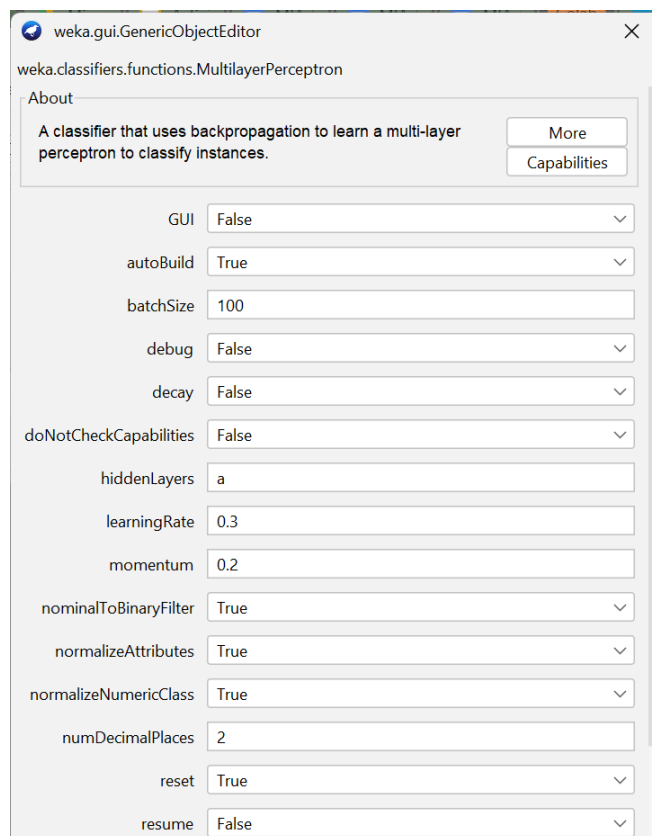 weka.gui.GenericObjectEditor
weka.classifiers.functions.MultilayerPerceptron
About
A classifier that uses backpropagation to learn a multi-layer
perceptron to classify instances.
More
Capabilities
GUI False
autoBuild True
batchSize 100
debug False
decay False
doNotCheckCapabilities False
hiddenLayers a
learningRate 0.3
momentum 0.2
nominalToBinaryFilter True
normalizeAttributes True
normalizeNumericClass True
numDecimalPlaces 2
reset True
resume False